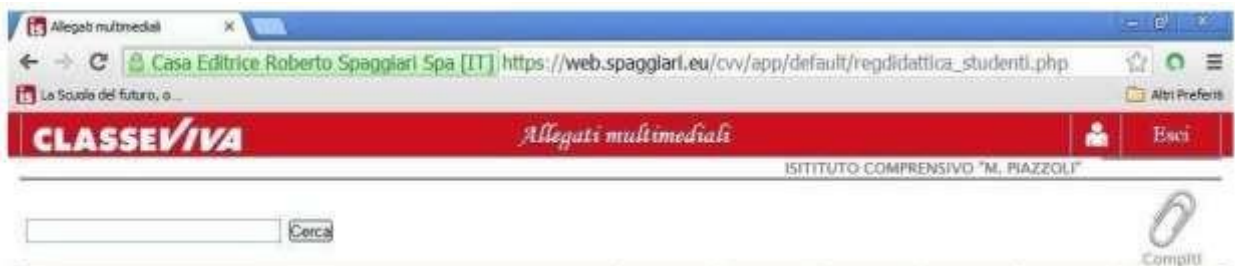 Allegati multimediali
Casa Editrice Roberto Spaggiari Spa [IT] https://web.spaggiari.eu/cvv/app/default/regdidattica_studenti.php
La Scuola del futuro, o...
Altri Preferiti
CLASSEVIVA Allegati multimediali Esci
ISITITUTO COMPRENSIVO "M. PIAZZOLI"
Cerca
Compiti